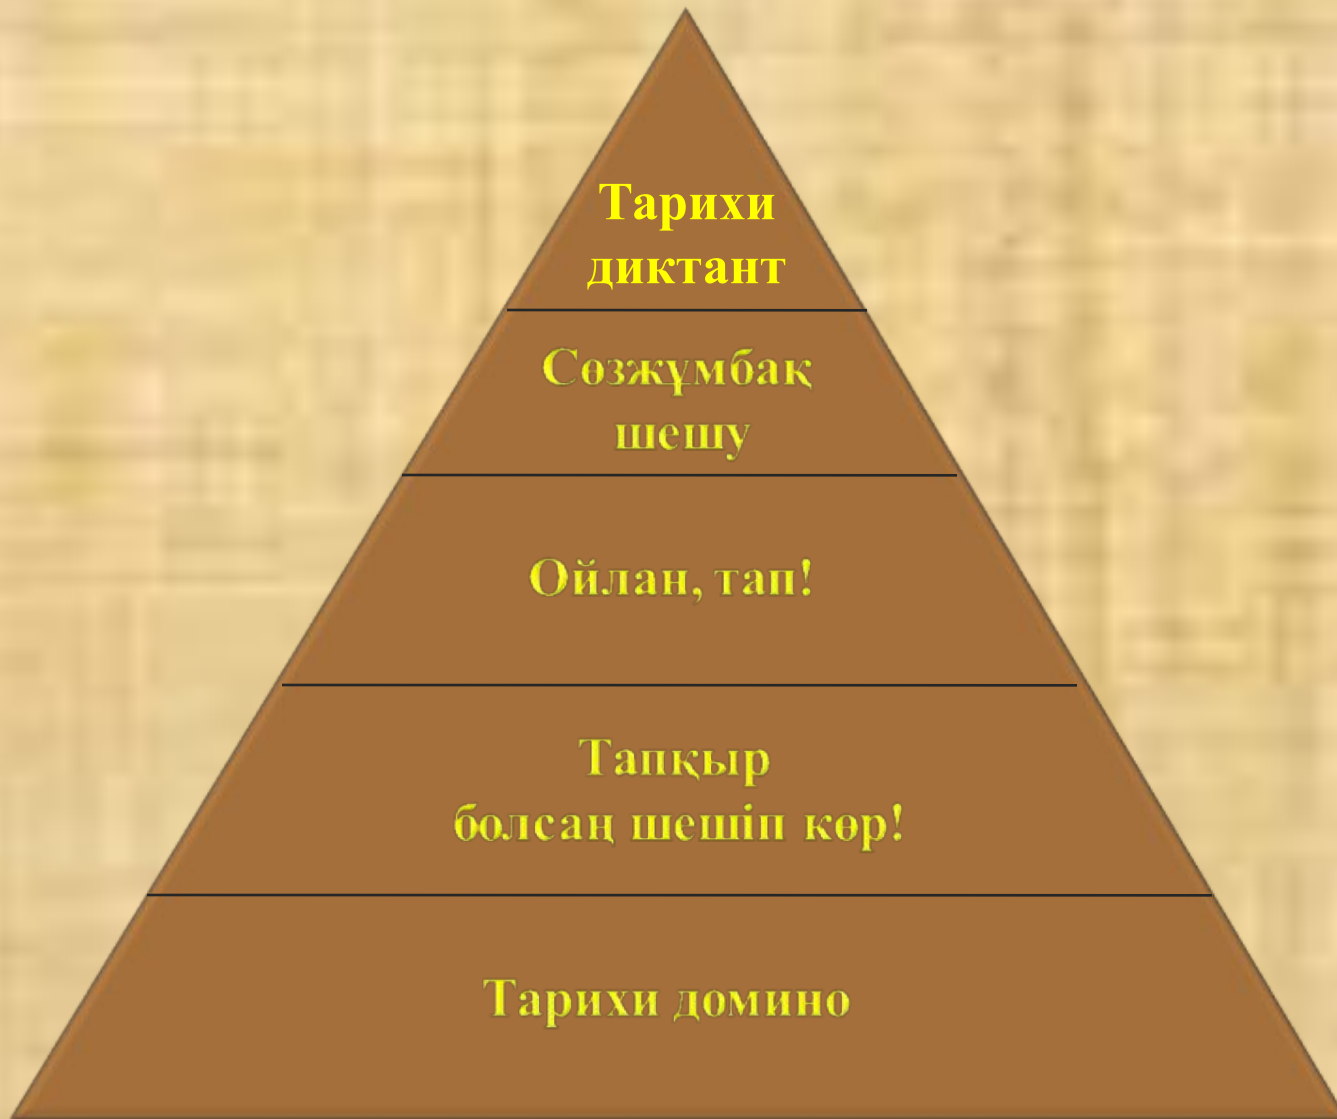 Тарихи
диктант
Сөзжұмбақ
шешу
Ойлан, тап!
Тапқыр
болсаң шешіп көр!
Тарихи домино